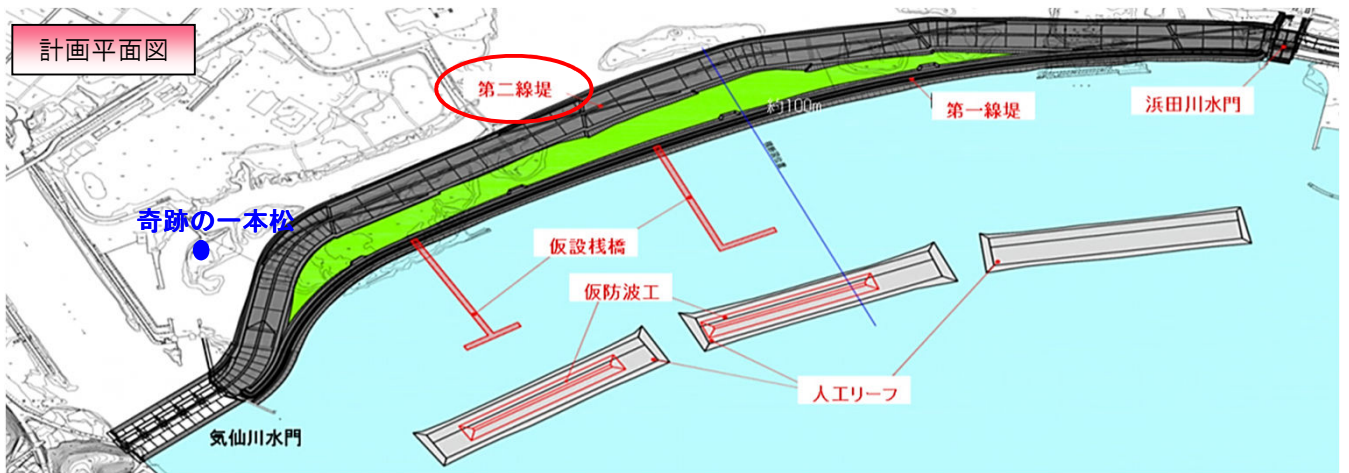 計画平面図
第二線堤
約100m
第一線堤
浜田川水門
奇跡の一本松
仮設桟橋
仮防波工
人工リーフ
気仙川水門